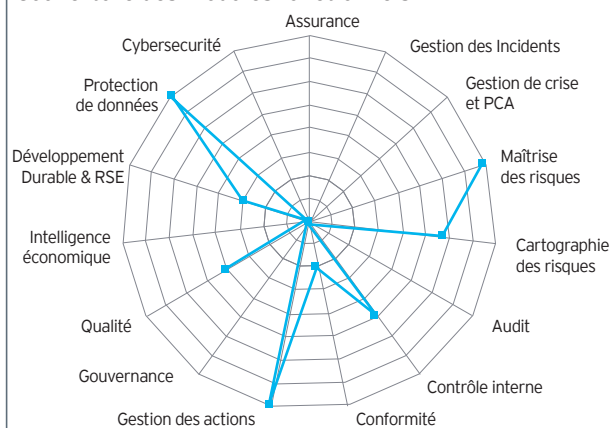 Assurance
Gestion des Incidents
Gestion de crise
et PCA
Maîtrise
des risques
Cartographie
des risques
Audit
Contrôle interne
Conformité
Gestion des actions
Gouvernance
Qualité
Intelligence
économique
Développement
Durable & RSE
Protection
de données
Cybersecurité